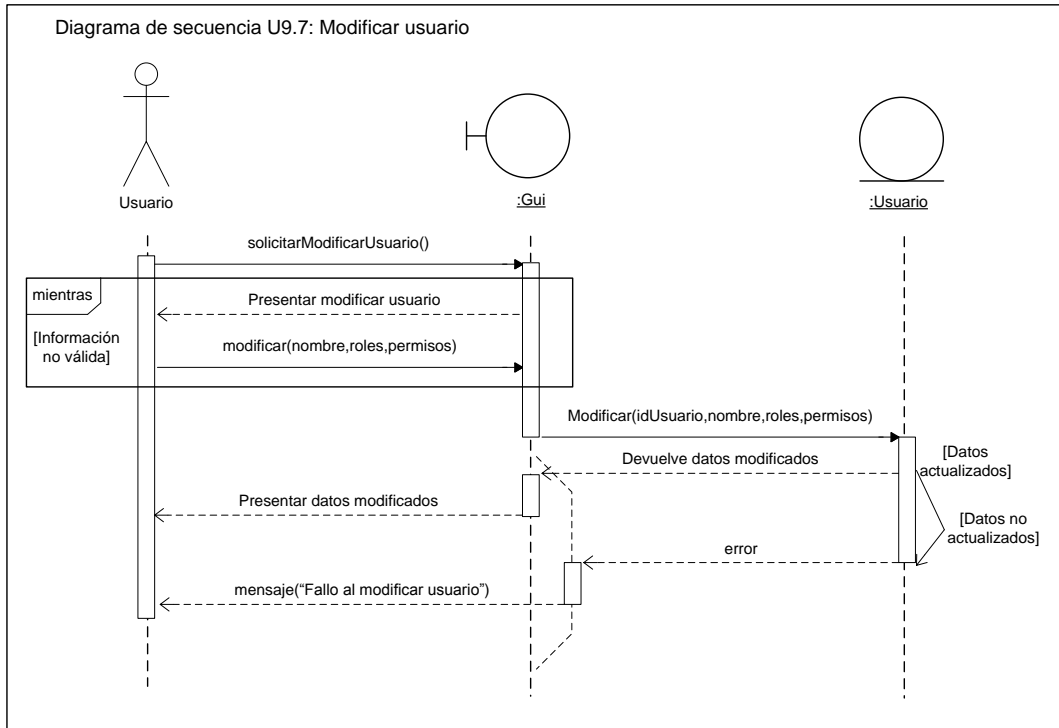 Diagrama de secuencia U9.7: Modificar usuario
Usuario
:Gui
:Usuario
solicitarModificarUsuario()
mientras
Presentar modificar usuario
[Información
no válida]
modificar(nombre,roles,permisos)
Modificar(idUsuario,nombre,roles,permisos)
Devuelve datos modificados
[Datos
actualizados]
Presentar datos modificados
[Datos no
actualizados]
error
mensaje(“Fallo al modificar usuario”)